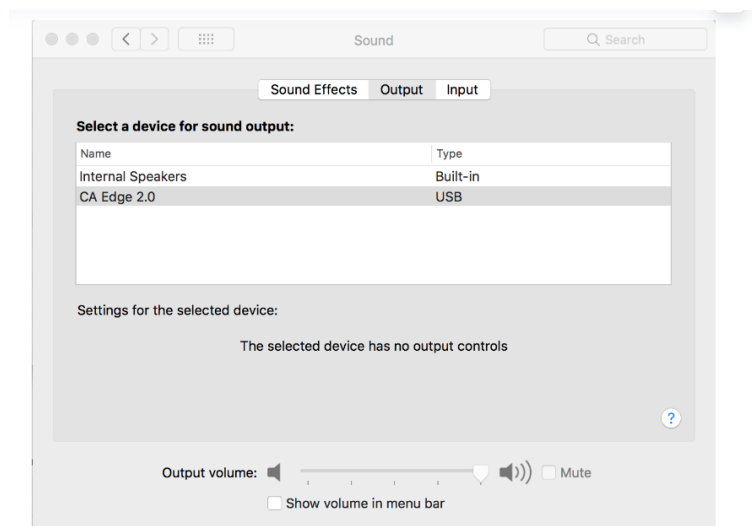 Sound
Search
Sound Effects Output Input
Select a device for sound output:
Name Type
Internal Speakers Built-in
CA Edge 2.0 USB
Settings for the selected device:
The selected device has no output controls
?
Output volume: Mute
Show volume in menu bar